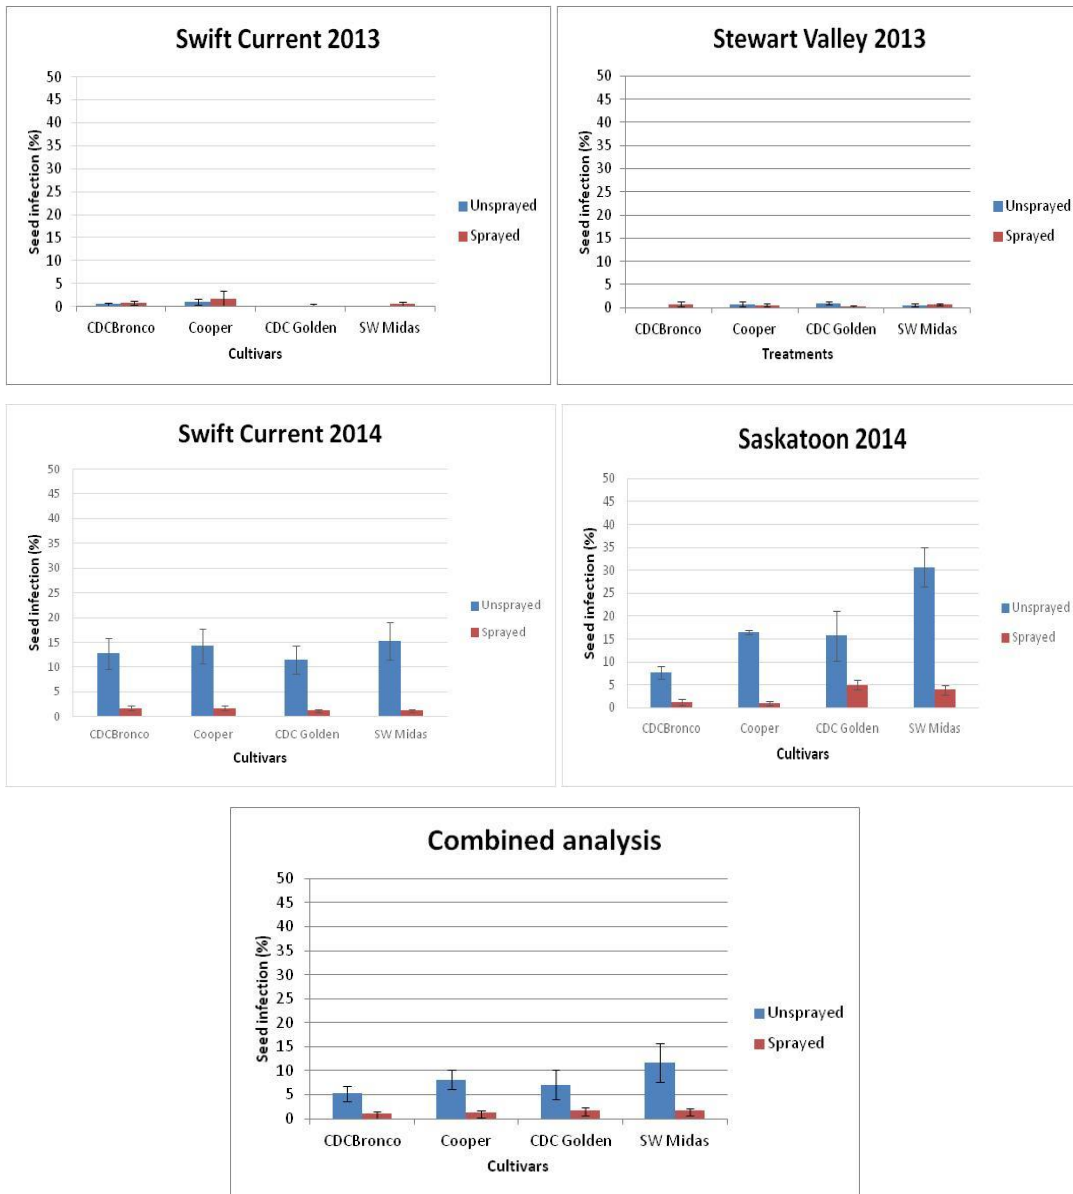 Swift Current 2013
50
45
40
35
30
25
20
15
10
5
0
Seed infection (%)
CDCBronco Cooper CDC Golden SW Midas
Cultivars
Unsprayed
Sprayed
Stewart Valley 2013
50
45
40
35
30
25
20
15
10
5
0
Seed infection (%)
CDCBronco Cooper CDC Golden SW Midas
Treatments
Unsprayed
Sprayed
Swift Current 2014
50
45
40
35
30
25
20
15
10
5
0
Seed infection (%)
CDCBronco Cooper CDC Golden SW Midas
Cultivars
Unsprayed
Sprayed
Saskatoon 2014
50
45
40
35
30
25
20
15
10
5
0
Seed infection (%)
CDCBronco Cooper CDC Golden SW Midas
Cultivars
Unsprayed
Sprayed
Combined analysis
50
45
40
35
30
25
20
15
10
5
0
Seed infection (%)
CDCBronco Cooper CDC Golden SW Midas
Cultivars
Unsprayed
Sprayed